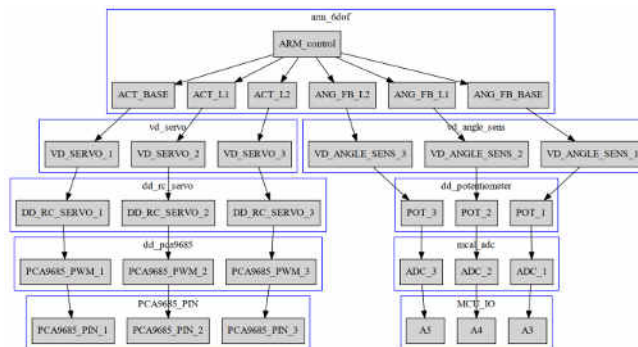 arm_6dof
ARM_control
ACT_BASE ACT_L1 ACT_L2 ANG_FB_L2 ANG_FB_L1 ANG_FB_BASE
vd_servo vd_angle_sens
VD_SERVO_1 VD_SERVO_2 VD_SERVO_3 VD_ANGLE_SENS_3 VD_ANGLE_SENS_2 VD_ANGLE_SENS_1
dd_rc_servo dd_potentiometer
DD_RC_SERVO_1 DD_RC_SERVO_2 DD_RC_SERVO_3 POT_3 POT_2 POT_1
dd_pca9685 mcal_adc
PCA9685_PWM_1 PCA9685_PWM_2 PCA9685_PWM_3 ADC_3 ADC_2 ADC_1
PCA9685_PIN MCU_IO
PCA9685_PIN_1 PCA9685_PIN_2 PCA9685_PIN_3 A5 A4 A3